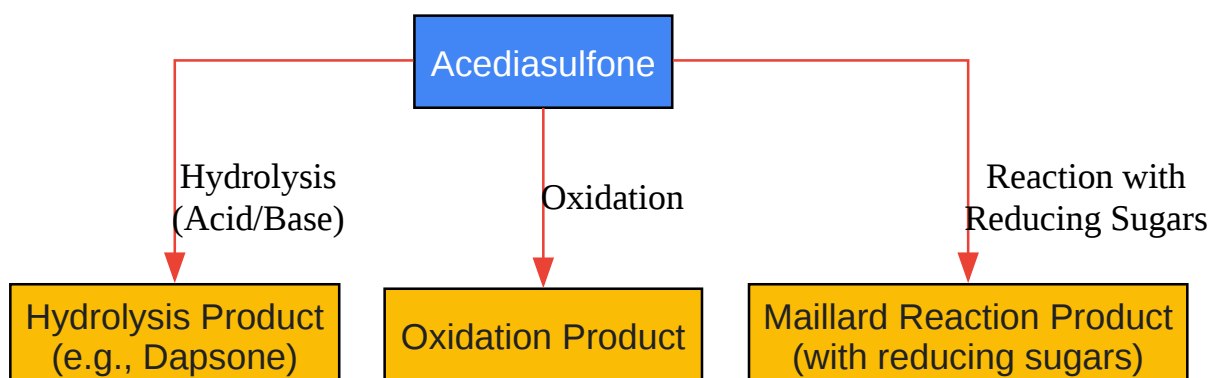 Acediasulfone
Hydrolysis
(Acid/Base)
Oxidation
Reaction with
Reducing Sugars
Hydrolysis Product
(e.g., Dapsone)
Oxidation Product
Maillard Reaction Product
(with reducing sugars)